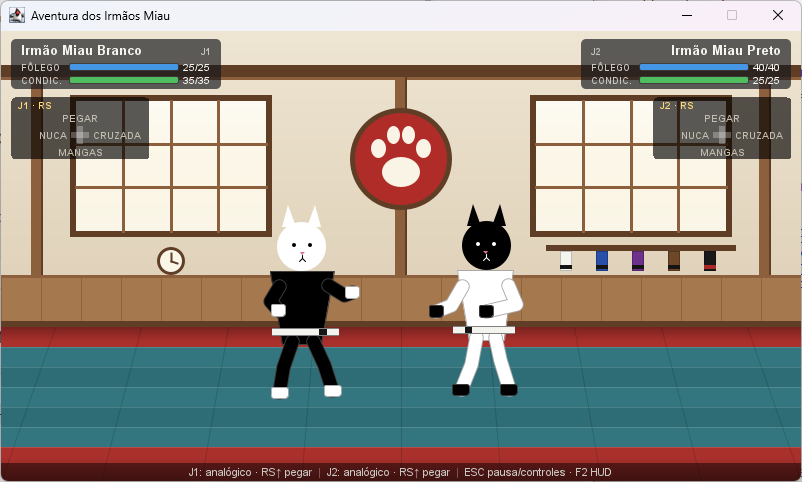 Aventura dos Irmãos Miau
Irmão Miau Branco J1
FÔLEGO 25/25
CONDIC. 35/35
J1 · RS
PEGAR
NUCA CRUZADA
MANGAS
J2 Irmão Miau Preto
FÔLEGO 40/40
CONDIC. 25/25
J2 · RS
PEGAR
NUCA CRUZADA
MANGAS
J1: analógico · RS↑ pegar | J2: analógico · RS↑ pegar | ESC pausa/controles · F2 HUD